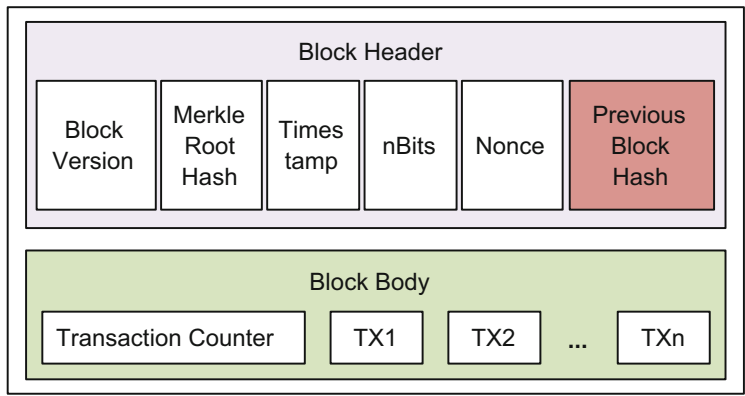 Block Header
Block
Version
Merkle
Root
Hash
Times
tamp
nBits
Nonce
Previous
Block
Hash
Block Body
Transaction Counter
TX1
TX2
...
TXn